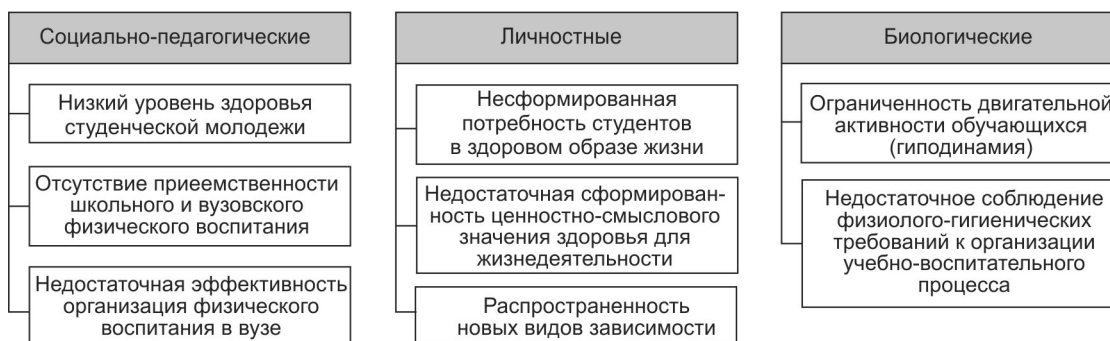 Социально-педагогические
Низкий уровень здоровья
студенческой молодежи
Отсутствие приеемственности
школьного и вузовского
физического воспитания
Недостаточная эффективность
организация физического
воспитания в вузе
Личностные
Несформированная
потребность студентов
в здоровом образе жизни
Недостаточная сформирован-
ность ценностно-смыслового
значения здоровья для
жизнедеятельности
Распространенность
новых видов зависимости
Биологические
Ограниченность двигательной
активности обучающихся
(гиподинамия)
Недостаточное соблюдение
физиолого-гигиенических
требований к организации
учебно-воспитательного
процесса